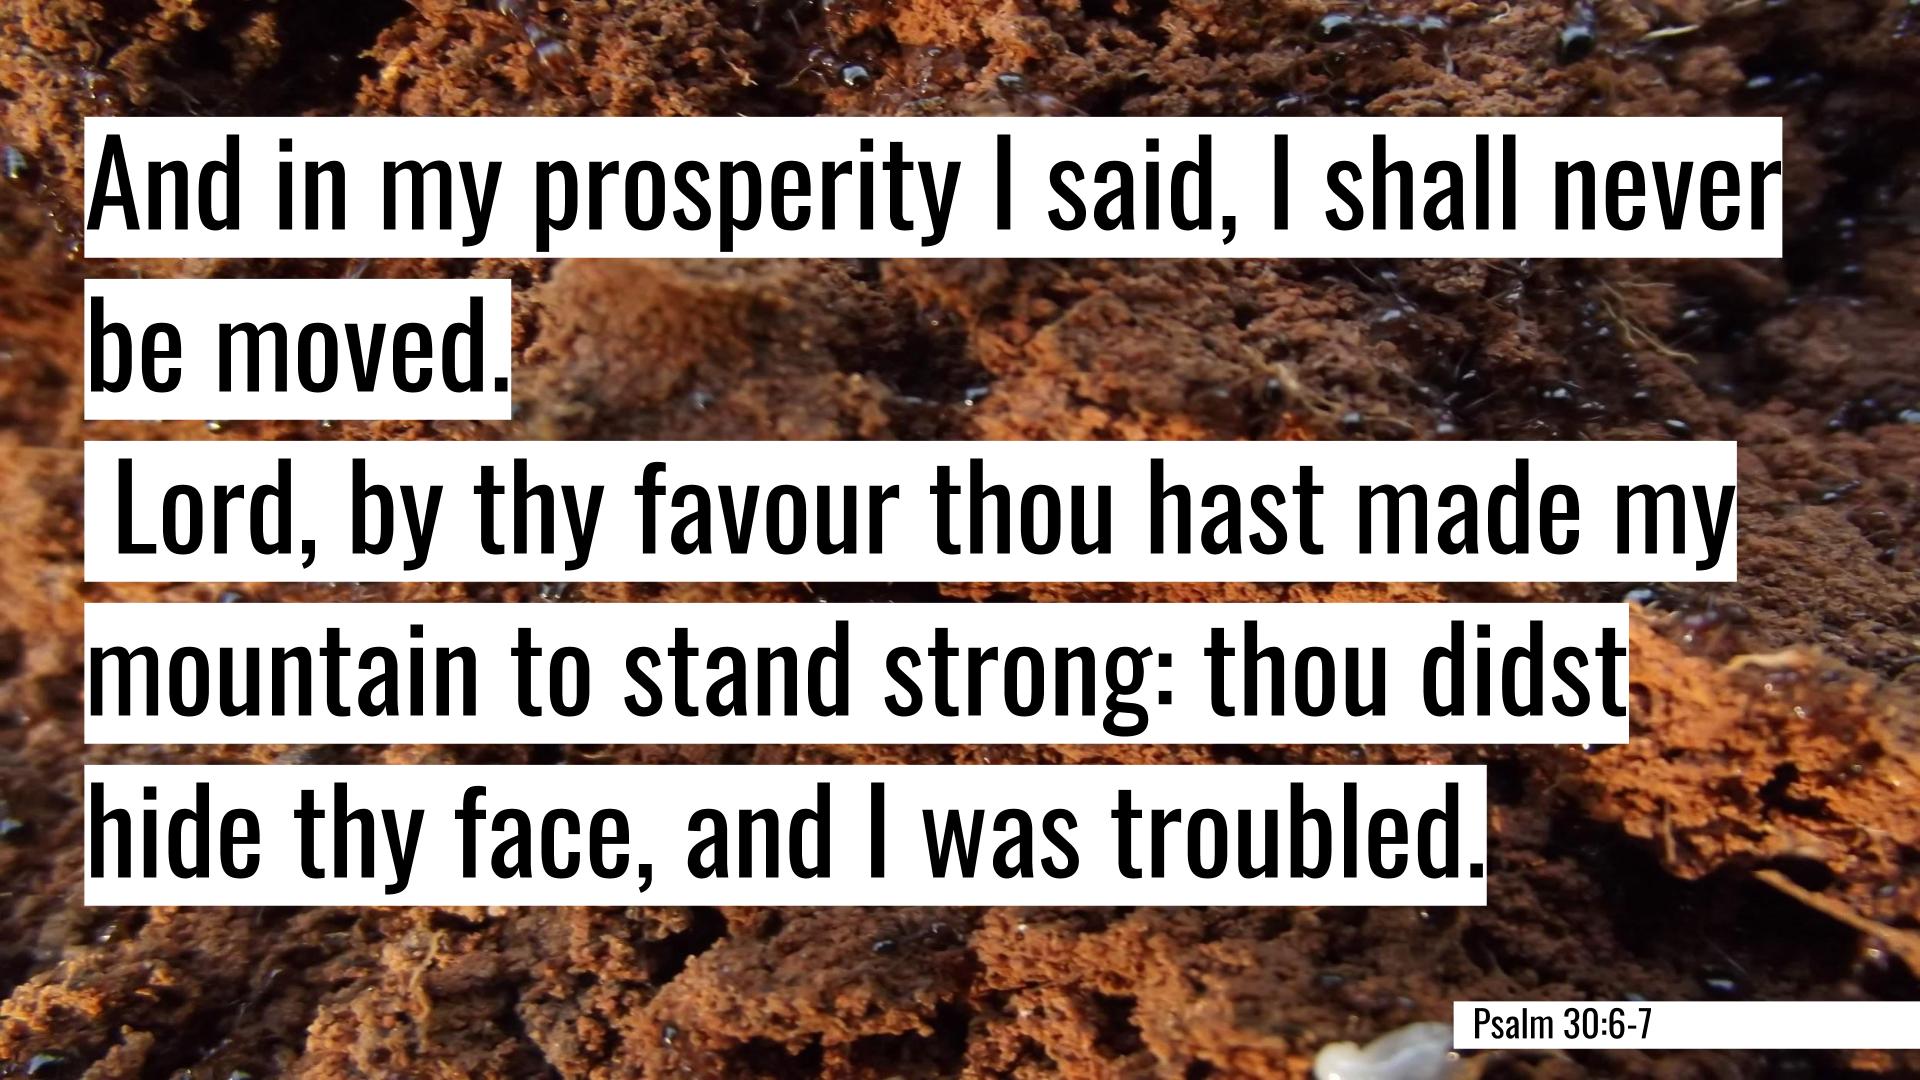 And in my prosperity I said, I shall never
be moved.
Lord, by thy favour thou hast made my
mountain to stand strong: thou didst
hide thy face, and I was troubled.
Psalm 30:6-7